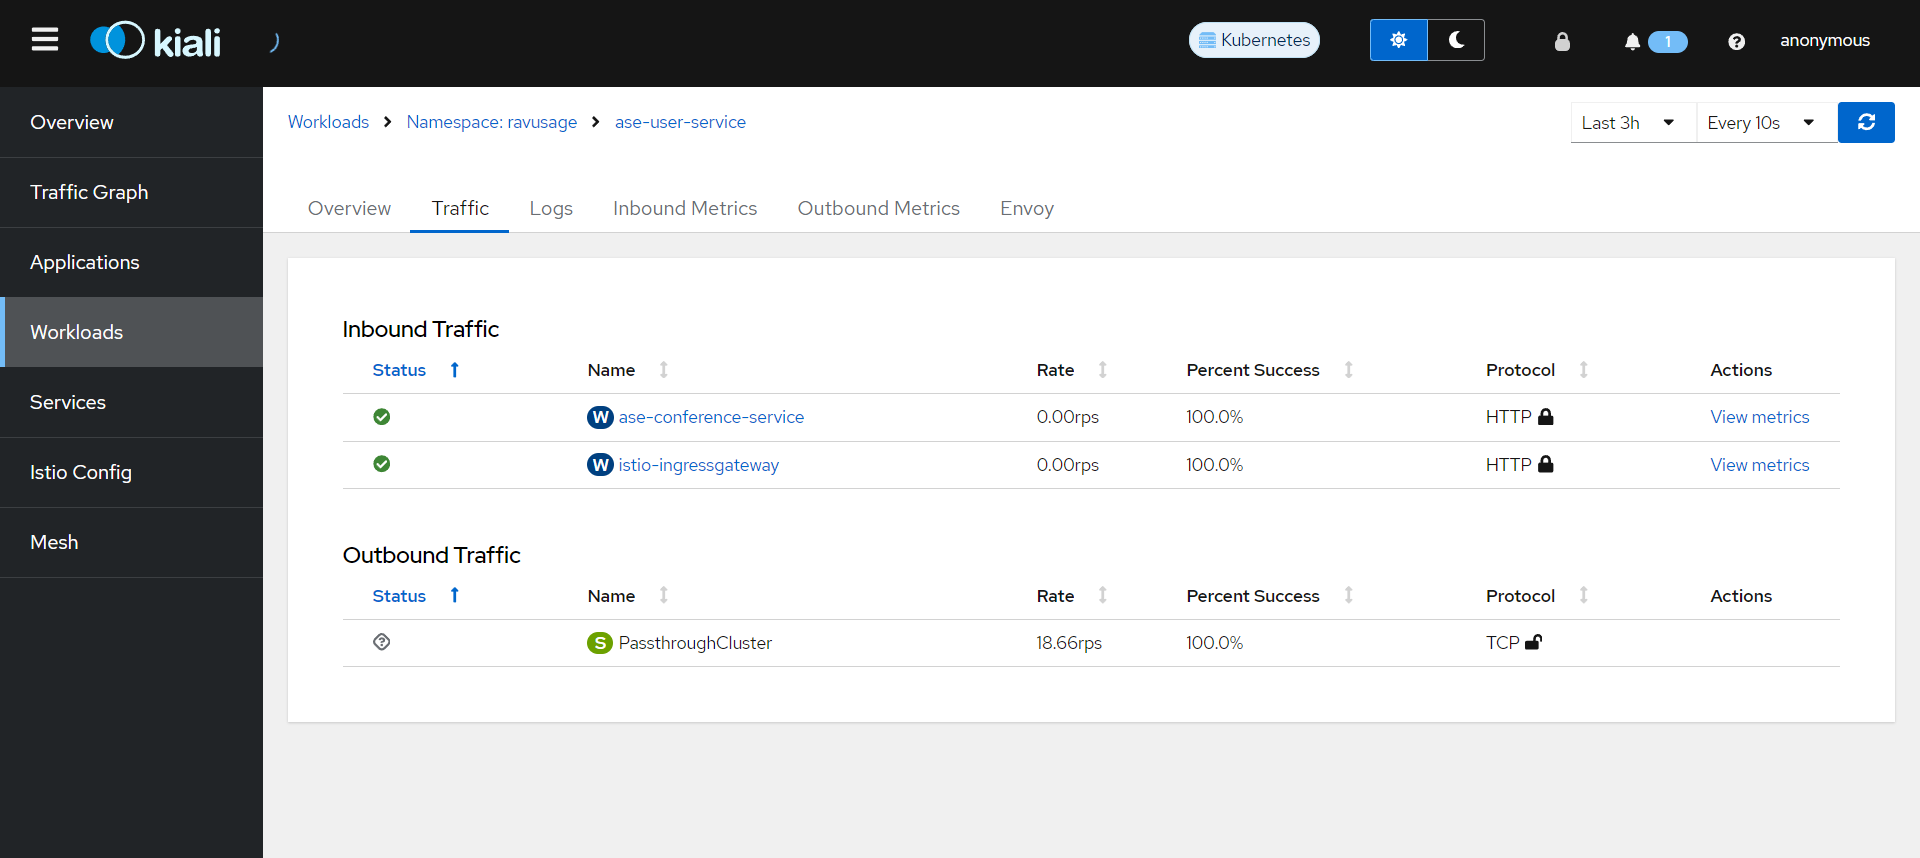 kiali
Kubernetes
1
anonymous
Overview
Traffic Graph
Applications
Workloads
Services
Istio Config
Mesh
Workloads > Namespace: ravusage > ase-user-service
Last 3h Every 10s
Overview Traffic Logs Inbound Metrics Outbound Metrics Envoy
Inbound Traffic
Status Name Rate Percent Success Protocol Actions
W ase-conference-service 0.00rps 100.0% HTTP View metrics
W istio-ingressgateway 0.00rps 100.0% HTTP View metrics
Outbound Traffic
Status Name Rate Percent Success Protocol Actions
S PassthroughCluster 18.66rps 100.0% TCP